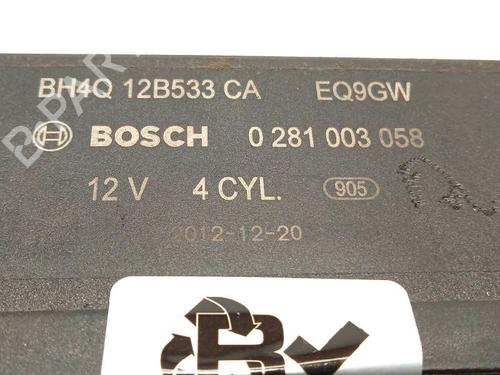 BH4Q 12B533 CA EQ9GW
BOSCH 0 281 003 058
12 V 4 CYL. 905
2012-12-20